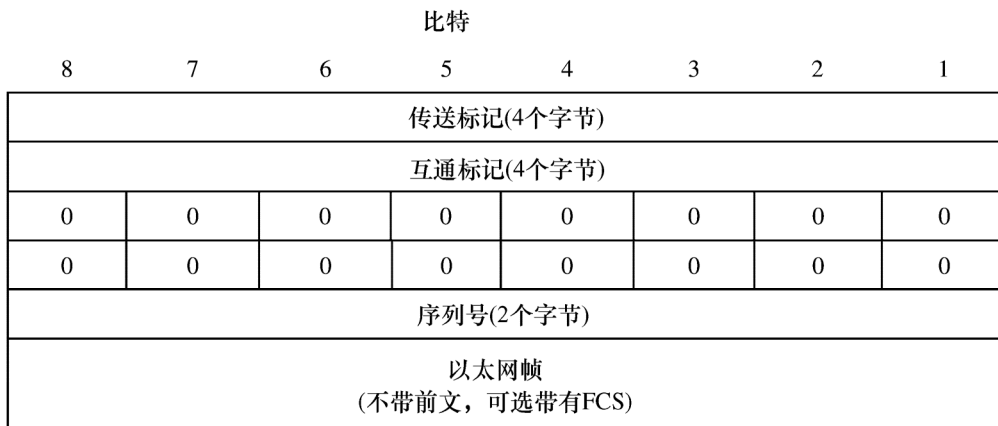 比特
8 7 6 5 4 3 2 1
传送标记(4个字节)
互通标记(4个字节)
0 0 0 0 0 0 0 0
0 0 0 0 0 0 0 0
序列号(2个字节)
以太网帧
(不带前文，可选带有FCS)